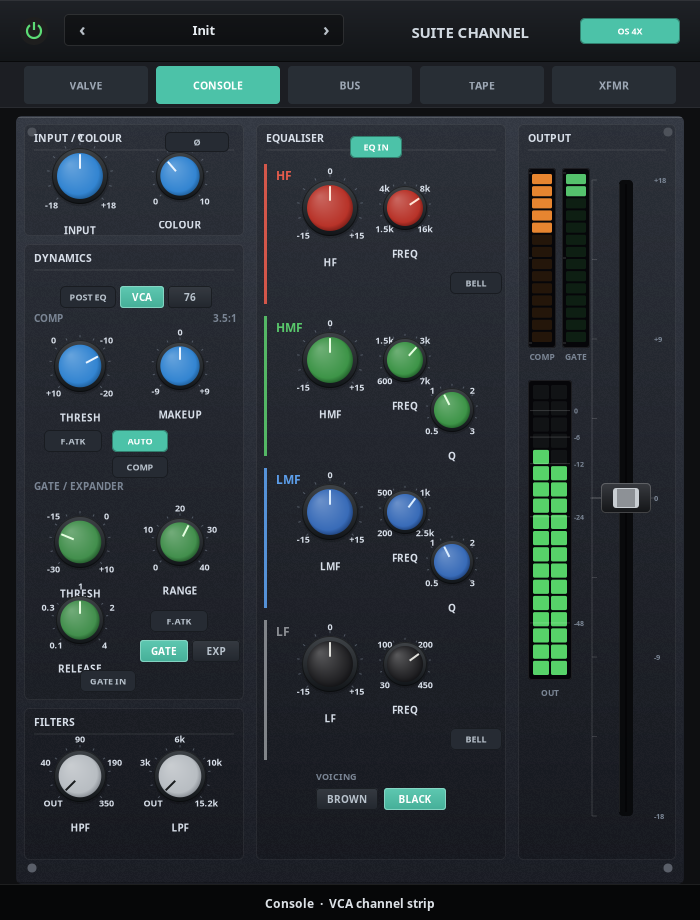 ‹ Init ›
SUITE CHANNEL
OS 4X
VALVE
CONSOLE
BUS
TAPE
XFMR
INPUT / COLOUR
0
Ø
-18 +18
INPUT
0 10
COLOUR
DYNAMICS
POST EQ
VCA
76
COMP 3.5:1
0 -10
+10 -20
THRESH
0
-9 +9
MAKEUP
F.ATK
AUTO
COMP
GATE / EXPANDER
-15 0
-30 +10
THRESH
20
10 30
0 40
RANGE
1
0.3 2
0.1 4
RELEASE
F.ATK
GATE
EXP
GATE IN
FILTERS
90
40 190
OUT 350
HPF
6k
3k 10k
OUT 15.2k
LPF
EQUALISER
EQ IN
HF
0
-15 +15
HF
4k 8k
1.5k 16k
FREQ
BELL
HMF
0
-15 +15
HMF
1.5k 3k
600 7k
FREQ
1 2
0.5 3
Q
LMF
0
-15 +15
LMF
500 1k
200 2.5k
FREQ
1 2
0.5 3
Q
LF
0
-15 +15
LF
100 200
30 450
FREQ
BELL
VOICING
BROWN
BLACK
OUTPUT
COMP
GATE
0
-6
-12
-24
-48
OUT
+18
+9
0
-9
-18
Console · VCA channel strip